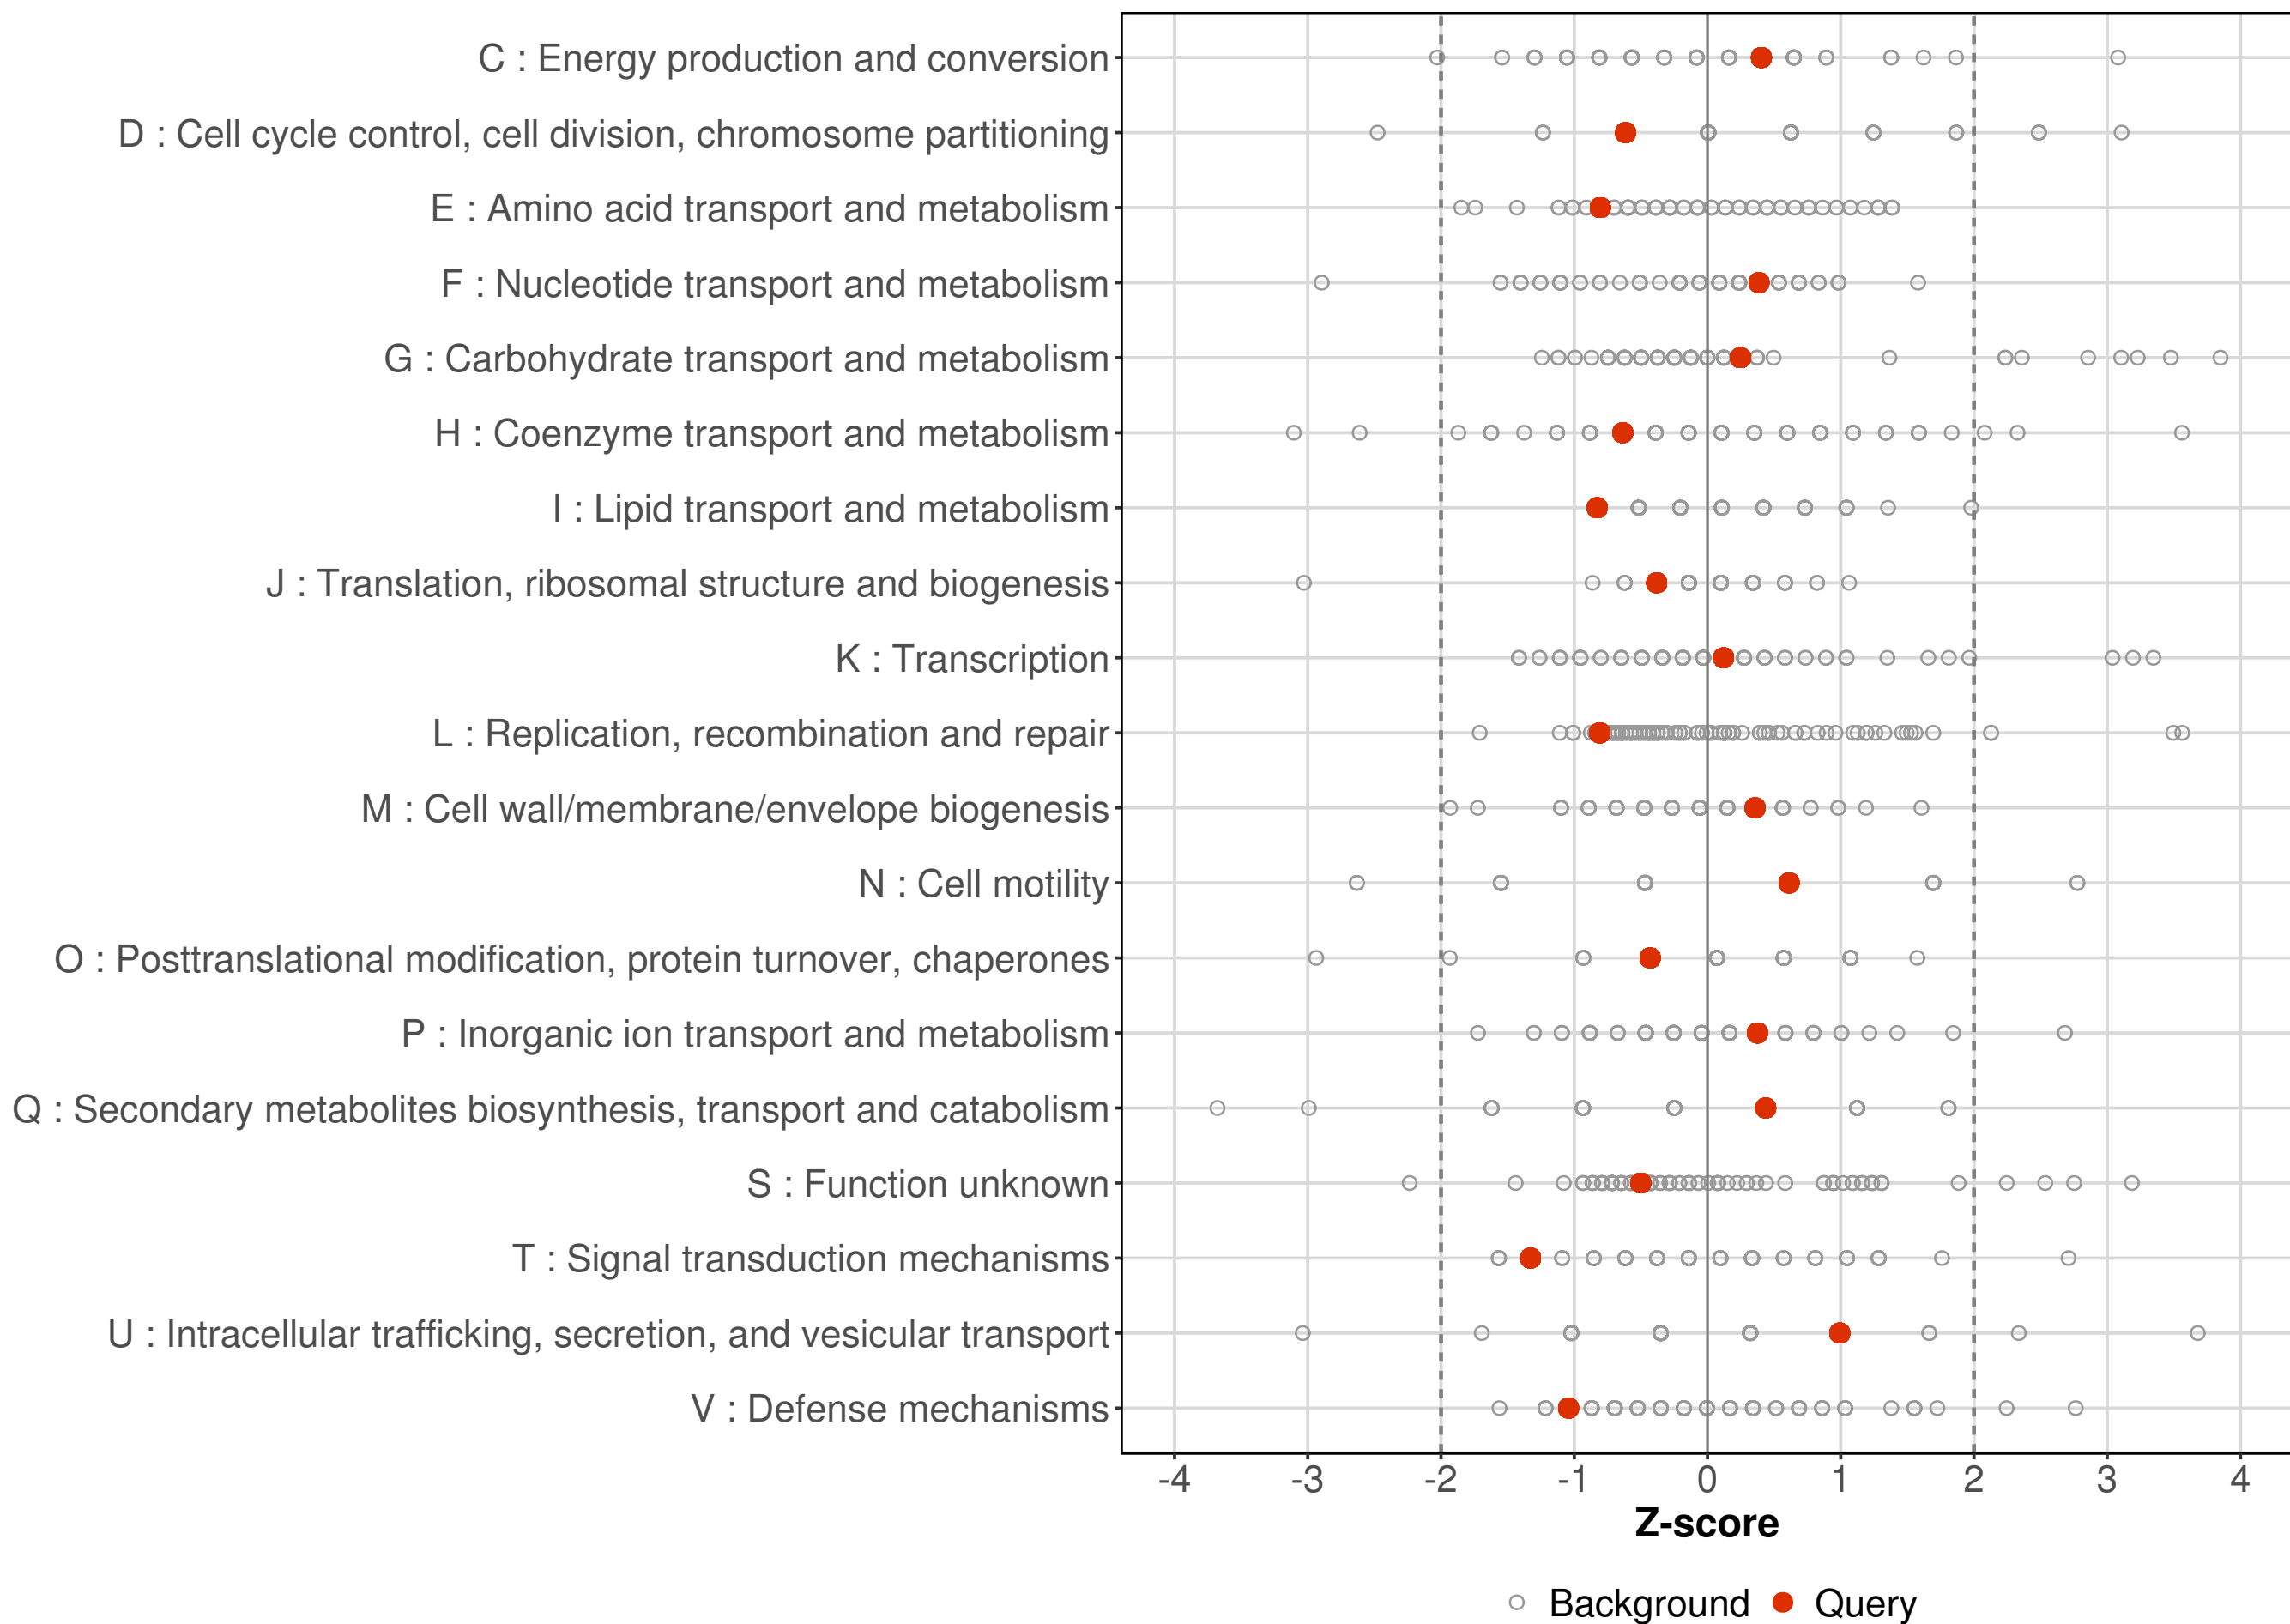 C : Energy production and conversion
D : Cell cycle control, cell division, chromosome partitioning
E : Amino acid transport and metabolism
F : Nucleotide transport and metabolism
G : Carbohydrate transport and metabolism
H : Coenzyme transport and metabolism
I : Lipid transport and metabolism
J : Translation, ribosomal structure and biogenesis
K : Transcription
L : Replication, recombination and repair
M : Cell wall/membrane/envelope biogenesis
N : Cell motility
O : Posttranslational modification, protein turnover, chaperones
P : Inorganic ion transport and metabolism
Q : Secondary metabolites biosynthesis, transport and catabolism
S : Function unknown
T : Signal transduction mechanisms
U : Intracellular trafficking, secretion, and vesicular transport
V : Defense mechanisms
-4 -3 -2 -1 0 1 2 3 4
Z-score
Background Query